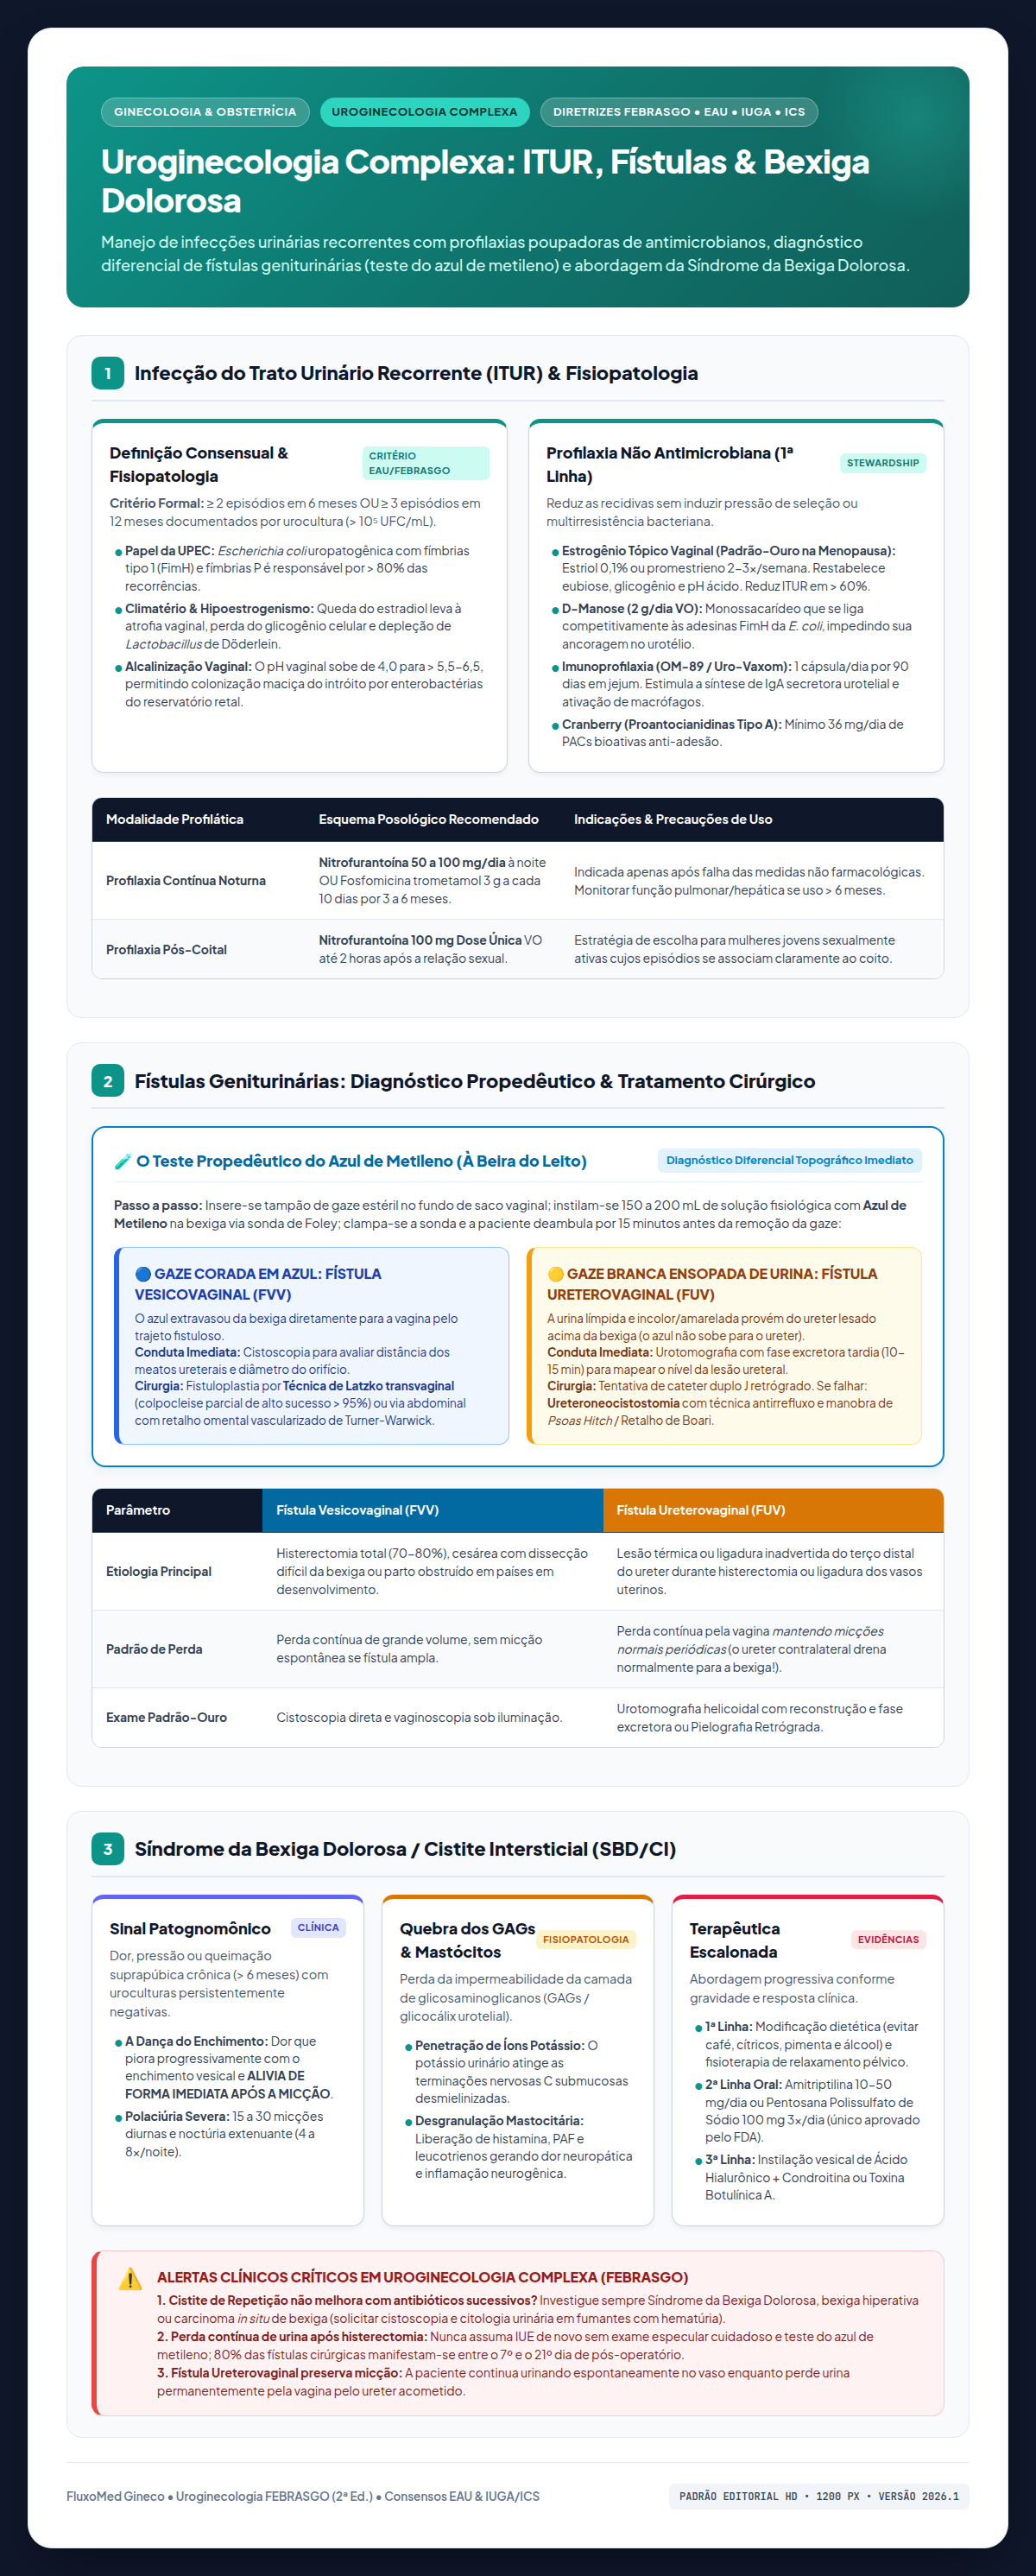 GINECOLOGIA & OBSTETRÍCIA
UROGINECOLOGIA COMPLEXA
DIRETRIZES FEBRASGO • EAU • IUGA • ICS
Uroginecologia Complexa: ITUR, Fístulas & Bexiga
Dolorosa
Manejo de infecções urinárias recorrentes com profilaxias poupadoras de antimicrobianos, diagnóstico
diferencial de fístulas geniturinárias (teste do azul de metileno) e abordagem da Síndrome da Bexiga Dolorosa.
1
Infecção do Trato Urinário Recorrente (ITUR) & Fisiopatologia
Definição Consensual &
Fisiopatologia
CRITÉRIO
EAU/FEBRASGO
Critério Formal: ≥ 2 episódios em 6 meses OU ≥ 3 episódios em
12 meses documentados por urocultura (> 10⁵ UFC/mL).
• Papel da UPEC: Escherichia coli uropatogênica com fímbrias
tipo 1 (FimH) e fímbrias P é responsável por > 80% das
recorrências.
• Climatério & Hipoestrogenismo: Queda do estradiol leva à
atrofia vaginal, perda do glicogênio celular e depleção de
Lactobacillus de Döderlein.
• Alcalinização Vaginal: O pH vaginal sobe de 4,0 para > 5,5–6,5,
permitindo colonização maciça do intróito por enterobactérias
do reservatório retal.
Profilaxia Não Antimicrobiana (1ª
Linha)
STEWARDSHIP
Reduz as recidivas sem induzir pressão de seleção ou
multirresistência bacteriana.
• Estrogênio Tópico Vaginal (Padrão-Ouro na Menopausa):
Estriol 0,1% ou promestrieno 2–3×/semana. Restabelece
eubiose, glicogênio e pH ácido. Reduz ITUR em > 60%.
• D-Manose (2 g/dia VO): Monossacarídeo que se liga
competitivamente às adesinas FimH da E. coli, impedindo sua
ancoragem no urotélio.
• Imunoprofilaxia (OM-89 / Uro-Vaxom): 1 cápsula/dia por 90
dias em jejum. Estimula a síntese de IgA secretora urotelial e
ativação de macrófagos.
• Cranberry (Proantocianidinas Tipo A): Mínimo 36 mg/dia de
PACs bioativas anti-adesão.
Modalidade Profilática
Esquema Posológico Recomendado
Indicações & Precauções de Uso
Profilaxia Contínua Noturna
Nitrofurantoína 50 a 100 mg/dia à noite
OU Fosfomicina trometamol 3 g a cada
10 dias por 3 a 6 meses.
Indicada apenas após falha das medidas não farmacológicas.
Monitorar função pulmonar/hepática se uso > 6 meses.
Profilaxia Pós-Coital
Nitrofurantoína 100 mg Dose Única VO
até 2 horas após a relação sexual.
Estratégia de escolha para mulheres jovens sexualmente
ativas cujos episódios se associam claramente ao coito.
2
Fístulas Geniturinárias: Diagnóstico Propedêutico & Tratamento Cirúrgico
🧪 O Teste Propedêutico do Azul de Metileno (À Beira do Leito)
Diagnóstico Diferencial Topográfico Imediato
Passo a passo: Insere-se tampão de gaze estéril no fundo de saco vaginal; instilam-se 150 a 200 mL de solução fisiológica com Azul de
Metileno na bexiga via sonda de Foley; clampa-se a sonda e a paciente deambula por 15 minutos antes da remoção da gaze:
🔵 GAZE CORADA EM AZUL: FÍSTULA
VESICOVAGINAL (FVV)
O azul extravasou da bexiga diretamente para a vagina pelo
trajeto fistuloso.
Conduta Imediata: Cistoscopia para avaliar distância dos
meatos ureterais e diâmetro do orifício.
Cirurgia: Fistuloplastia por Técnica de Latzko transvaginal
(colpocleise parcial de alto sucesso > 95%) ou via abdominal
com retalho omental vascularizado de Turner-Warwick.
🟡 GAZE BRANCA ENSOPADA DE URINA: FÍSTULA
URETEROVAGINAL (FUV)
A urina límpida e incolor/amarelada provém do ureter lesado
acima da bexiga (o azul não sobe para o ureter).
Conduta Imediata: Urotomografia com fase excretora tardia (10–
15 min) para mapear o nível da lesão ureteral.
Cirurgia: Tentativa de cateter duplo J retrógrado. Se falhar:
Ureteroneocistostomia com técnica antirrefluxo e manobra de
Psoas Hitch / Retalho de Boari.
Parâmetro
Fístula Vesicovaginal (FVV)
Fístula Ureterovaginal (FUV)
Etiologia Principal
Histerectomia total (70–80%), cesárea com dissecção
difícil da bexiga ou parto obstruído em países em
desenvolvimento.
Lesão térmica ou ligadura inadvertida do terço distal
do ureter durante histerectomia ou ligadura dos vasos
uterinos.
Padrão de Perda
Perda contínua de grande volume, sem micção
espontânea se fístula ampla.
Perda contínua pela vagina mantendo micções
normais periódicas (o ureter contralateral drena
normalmente para a bexiga!).
Exame Padrão-Ouro
Cistoscopia direta e vaginoscopia sob iluminação.
Urotomografia helicoidal com reconstrução e fase
excretora ou Pielografia Retrógrada.
3
Síndrome da Bexiga Dolorosa / Cistite Intersticial (SBD/CI)
Sinal Patognomônico
CLÍNICA
Dor, pressão ou queimação
suprapúbica crônica (> 6 meses) com
uroculturas persistentemente
negativas.
• A Dança do Enchimento: Dor que
piora progressivamente com o
enchimento vesical e ALIVIA DE
FORMA IMEDIATA APÓS A MICÇÃO.
• Polaciúria Severa: 15 a 30 micções
diurnas e noctúria extenuante (4 a
8×/noite).
Quebra dos GAGs
& Mastócitos
FISIOPATOLOGIA
Perda da impermeabilidade da camada
de glicosaminoglicanos (GAGs /
glicocálix urotelial).
• Penetração de Íons Potássio: O
potássio urinário atinge as
terminações nervosas C submucosas
desmielinizadas.
• Desgranulação Mastocitária:
Liberação de histamina, PAF e
leucotrienos gerando dor neuropática
e inflamação neurogênica.
Terapêutica
Escalonada
EVIDÊNCIAS
Abordagem progressiva conforme
gravidade e resposta clínica.
• 1ª Linha: Modificação dietética (evitar
café, cítricos, pimenta e álcool) e
fisioterapia de relaxamento pélvico.
• 2ª Linha Oral: Amitriptilina 10–50
mg/dia ou Pentosana Polissulfato de
Sódio 100 mg 3×/dia (único aprovado
pelo FDA).
• 3ª Linha: Instilação vesical de Ácido
Hialurônico + Condroitina ou Toxina
Botulínica A.
⚠️ ALERTAS CLÍNICOS CRÍTICOS EM UROGINECOLOGIA COMPLEXA (FEBRASGO)
1. Cistite de Repetição não melhora com antibióticos sucessivos? Investigue sempre Síndrome da Bexiga Dolorosa, bexiga hiperativa
ou carcinoma in situ de bexiga (solicitar cistoscopia e citologia urinária em fumantes com hematúria).
2. Perda contínua de urina após histerectomia: Nunca assuma IUE de novo sem exame especular cuidadoso e teste do azul de
metileno; 80% das fístulas cirúrgicas manifestam-se entre o 7º e o 21º dia de pós-operatório.
3. Fístula Ureterovaginal preserva micção: A paciente continua urinando espontaneamente no vaso enquanto perde urina
permanentemente pela vagina pelo ureter acometido.
FluxoMed Gineco • Uroginecologia FEBRASGO (2ª Ed.) • Consensos EAU & IUGA/ICS
PADRÃO EDITORIAL HD • 1200 PX • VERSÃO 2026.1